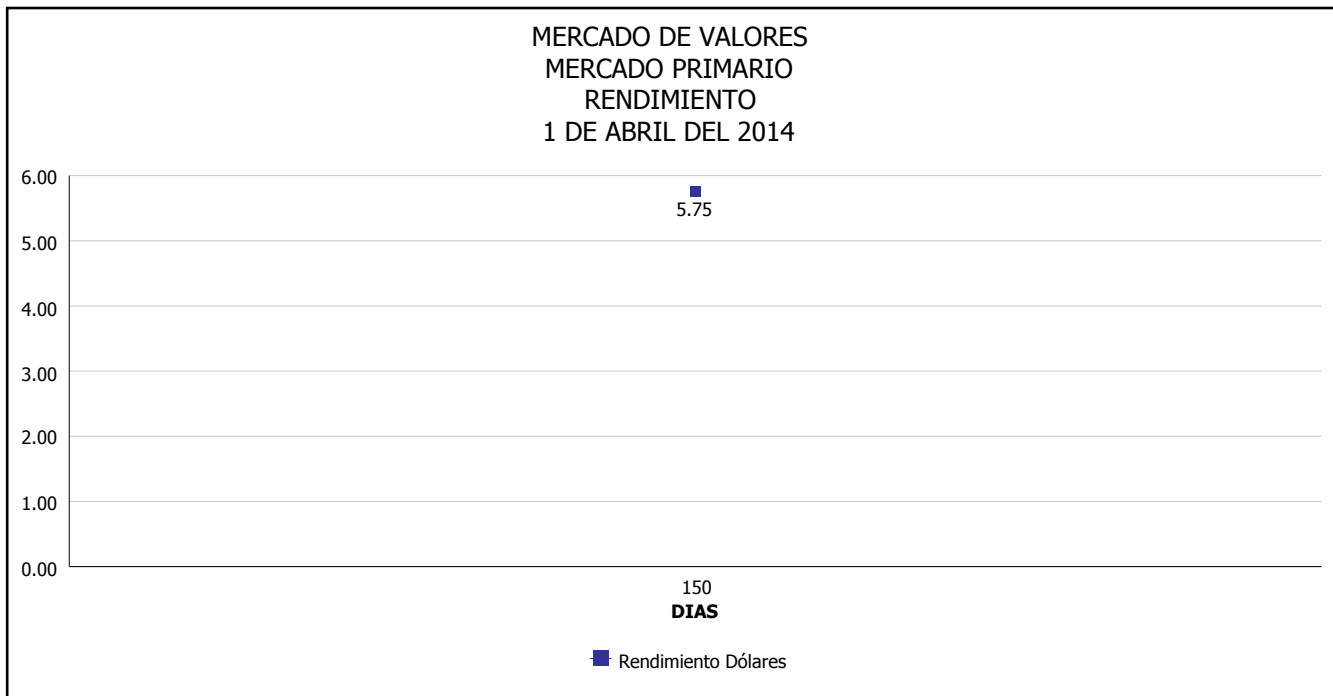 MERCADO DE VALORES
MERCADO PRIMARIO
RENDIMIENTO
1 DE ABRIL DEL 2014
6.00
5.75
5.00
4.00
3.00
2.00
1.00
0.00
150
DIAS
Rendimiento Dólares